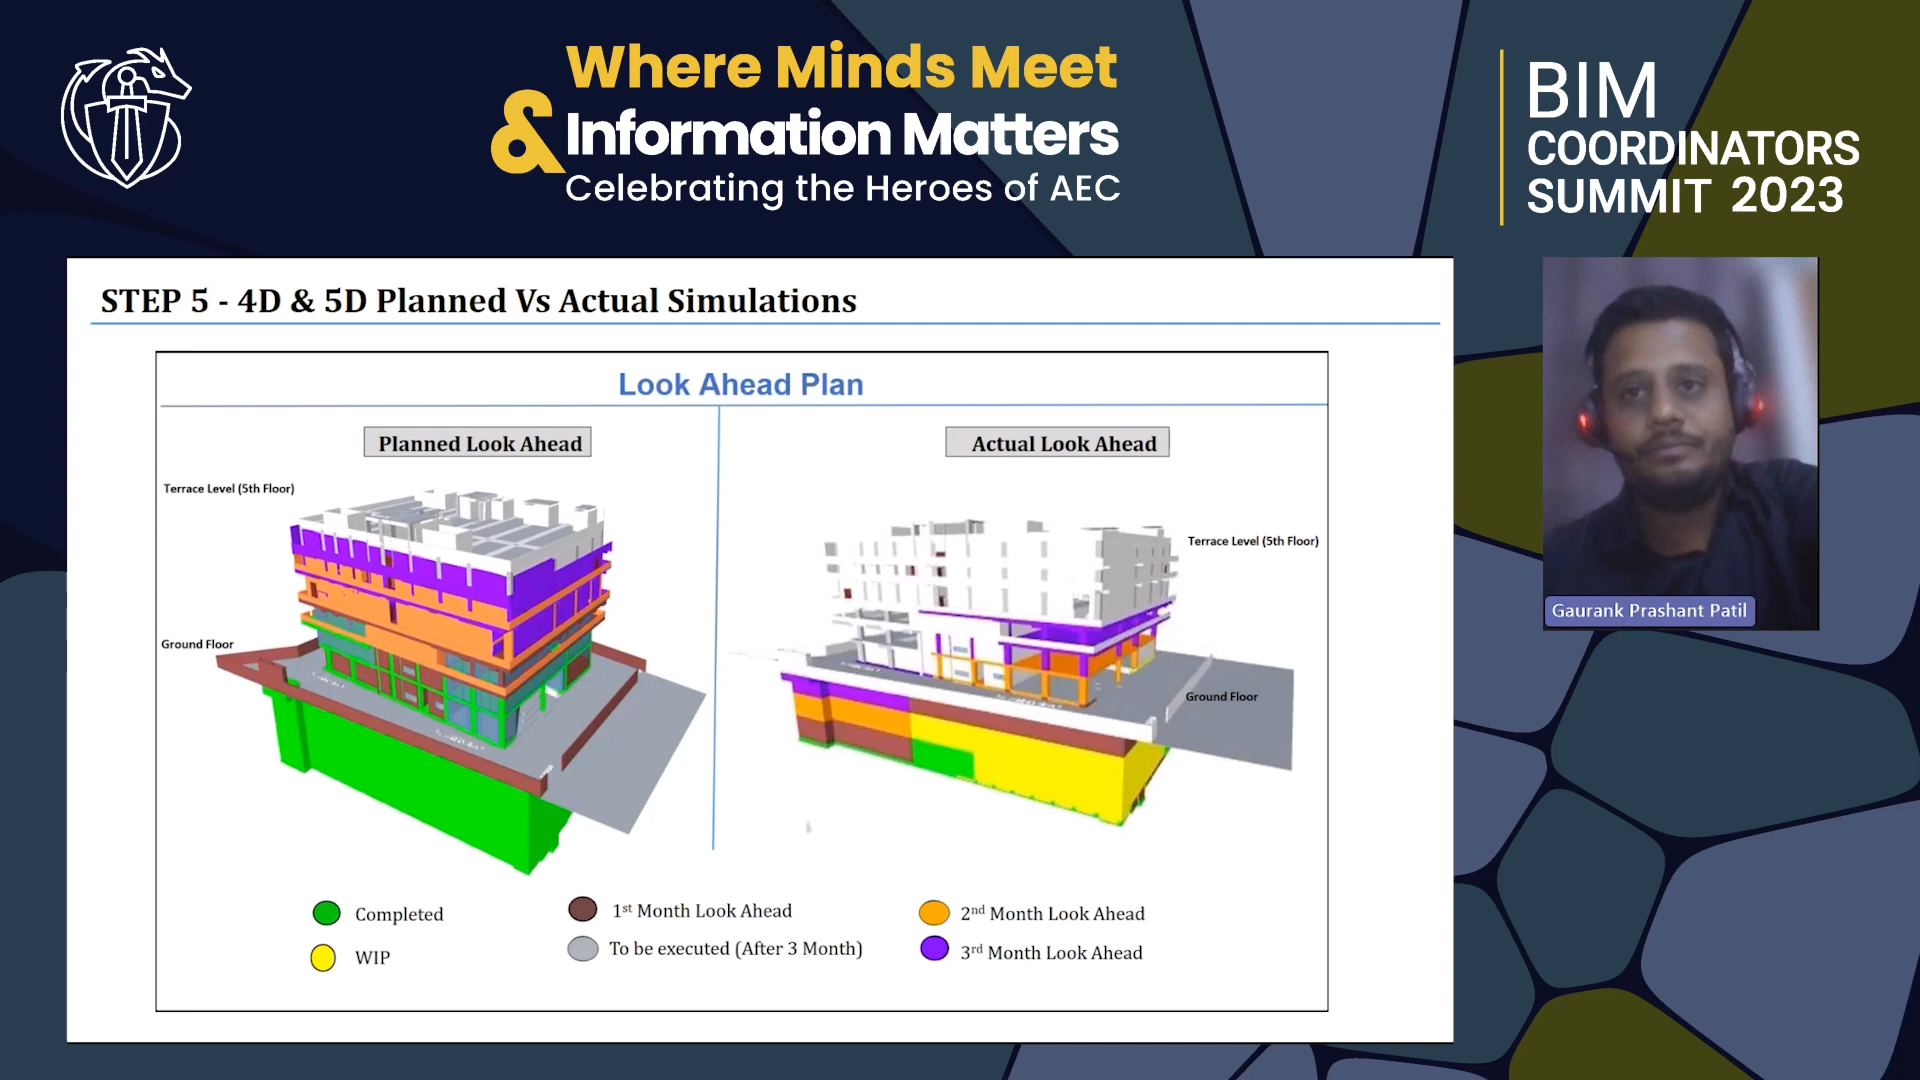 Where Minds Meet
& Information Matters
Celebrating the Heroes of AEC
BIM
COORDINATORS
SUMMIT 2023
STEP 5 - 4D & 5D Planned Vs Actual Simulations
Look Ahead Plan
Planned Look Ahead
Actual Look Ahead
Terrace Level (5th Floor)
Terrace Level (5th Floor)
Ground Floor
Ground Floor
Completed
1st Month Look Ahead
2nd Month Look Ahead
WIP
To be executed (After 3 Month)
3rd Month Look Ahead
Gaurank Prashant Patil